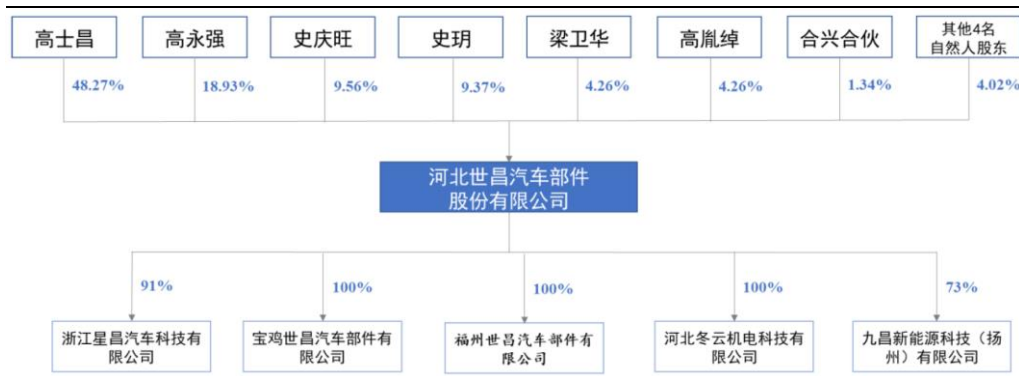 高士昌
高永强
史庆旺
史玥
梁卫华
高胤绰
合兴合伙
其他4名
自然人股东
48.27%
18.93%
9.56%
9.37%
4.26%
4.26%
1.34%
4.02%
河北世昌汽车部件
股份有限公司
91%
100%
100%
100%
73%
浙江星昌汽车科技有
限公司
宝鸡世昌汽车部件有
限公司
福州世昌汽车部件有
限公司
河北冬云机电科技有
限公司
九昌新能源科技（扬
州）有限公司